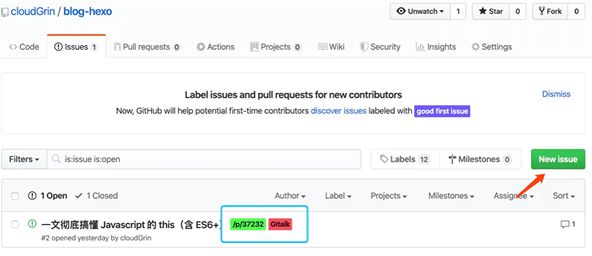 cloudGrin / blog-hexo
Unwatch 1 Star 0 Fork 0
Code Issues 1 Pull requests 0 Actions Projects 0 Wiki Security Insights Settings
Label issues and pull requests for new contributors
Dismiss
Now, GitHub will help potential first-time contributors discover issues labeled with good first issue
Filters is:issue is:open Labels 12 Milestones 0 New issue
1 Open 1 Closed Author Label Projects Milestones Assignee Sort
一文彻底搞懂 Javascript 的 this（含 ES6+） /p/37232 Gitalk 1
#2 opened yesterday by cloudGrin